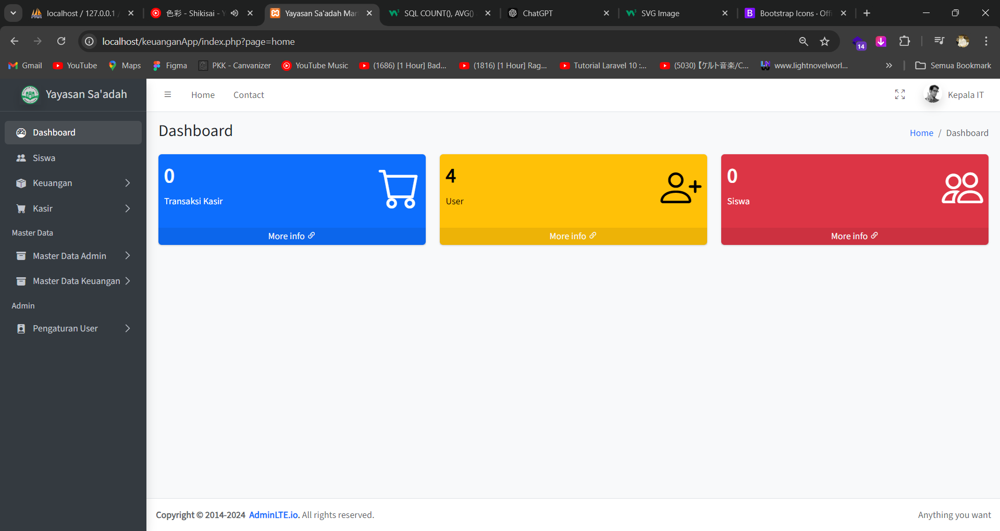 localhost / 127.0.0.1 /
色彩 - Shikisai - Y
Yayasan Sa'adah Mar
SQL COUNT(), AVG()
ChatGPT
SVG Image
Bootstrap Icons · Offi
localhost/keuanganApp/index.php?page=home
14
Gmail
YouTube
Maps
Figma
PKK - Canvanizer
YouTube Music
(1686) [1 Hour] Bad...
(1816) [1 Hour] Rag...
Tutorial Laravel 10 :...
(5030)【ケルト音楽/C...
www.lightnovelworl...
Semua Bookmark
Yayasan Sa'adah
Home
Contact
Kepala IT
Dashboard
Siswa
Keuangan
Kasir
Master Data
Master Data Admin
Master Data Keuangan
Admin
Pengaturan User
Dashboard
Home / Dashboard
0
Transaksi Kasir
More info
4
User
More info
0
Siswa
More info
Copyright © 2014-2024 AdminLTE.io. All rights reserved.
Anything you want